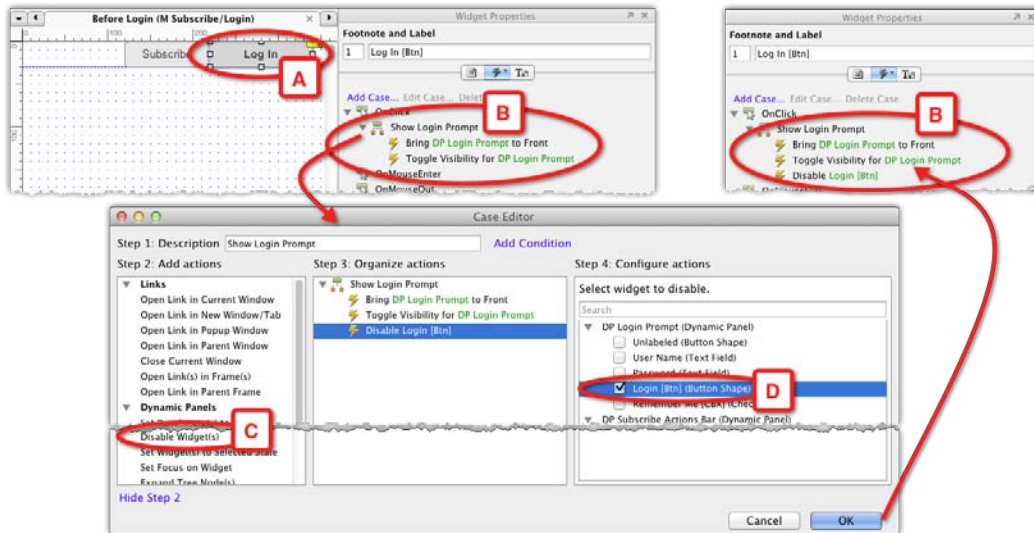 Before Login (M Subscribe/Login)
100
300
Subscribe
Log In
A
100
Widget Properties
Footnote and Label
1 Log In [Btn]
Add Case... Edit Case...
B
OnClick
Show Login Prompt
Bring DP Login Prompt to Front
Toggle Visibility for DP Login Prompt
OnMouseEnter
OnMouseOut
Widget Properties
Footnote and Label
1 Log In [Btn]
Add Case... Edit Case... Delete Case
B
OnClick
Show Login Prompt
Bring DP Login Prompt to Front
Toggle Visibility for DP Login Prompt
Disable Login [Btn]
Case Editor
Step 1: Description Show Login Prompt Add Condition
Step 2: Add actions
Links
Open Link in Current Window
Open Link in New Window/Tab
Open Link in Popup Window
Open Link in Parent Window
Close Current Window
Open Link(s) in Frame(s)
Open Link in Parent Frame
Dynamic Panels
Disable Widget(s)
C
Set Widget(s) to Selected State
Set Focus on Widget
Expand Tree Node(s)
Hide Step 2
Step 3: Organize actions
Show Login Prompt
Bring DP Login Prompt to Front
Toggle Visibility for DP Login Prompt
Disable Login [Btn]
Step 4: Configure actions
Select widget to disable.
Search
DP Login Prompt (Dynamic Panel)
Unlabeled (Button Shape)
User Name (Text Field)
Password (Text Field)
Login [Btn] (Button Shape)
D
Remember Me [CBX]
DP Subscribe Actions Bar (Dynamic Panel)
Cancel
OK